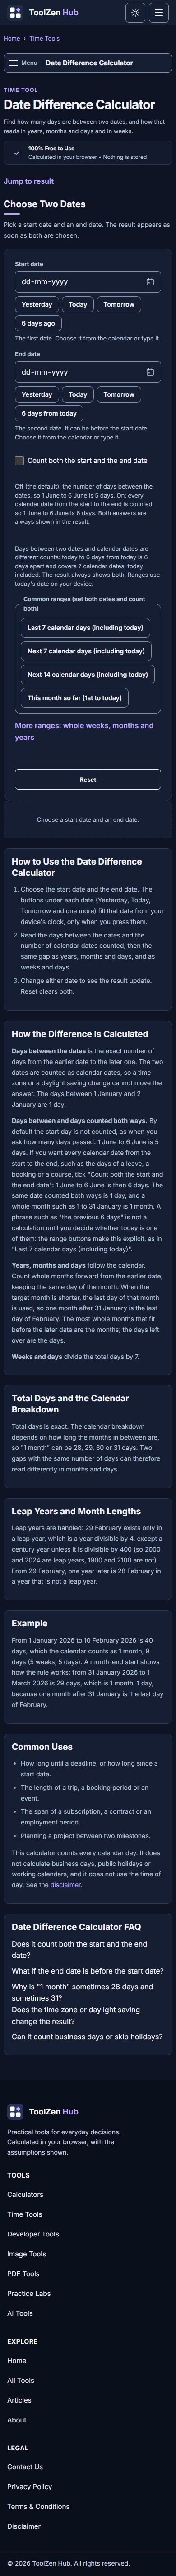 ToolZen Hub
Home › Time Tools
Menu | Date Difference Calculator
TIME TOOL
Date Difference Calculator
Find how many days are between two dates, and how that
reads in years, months and days and in weeks.
✓ 100% Free to Use
Calculated in your browser • Nothing is stored
Jump to result
Choose Two Dates
Pick a start date and an end date. The result appears as
soon as both are chosen.
Start date
dd-mm-yyyy
Yesterday
Today
Tomorrow
6 days ago
The first date. Choose it from the calendar or type it.
End date
dd-mm-yyyy
Yesterday
Today
Tomorrow
6 days from today
The second date. It can be before the start date.
Choose it from the calendar or type it.
Count both the start and the end date
Off (the default): the number of days between the
dates, so 1 June to 6 June is 5 days. On: every
calendar date from the start to the end is counted,
so 1 June to 6 June is 6 days. Both answers are
always shown in the result.
Days between two dates and calendar dates are
different counts: today to 6 days from today is 6
days apart and covers 7 calendar dates, today
included. The result always shows both. Ranges use
today's date on your device.
Common ranges (set both dates and count
both)
Last 7 calendar days (including today)
Next 7 calendar days (including today)
Next 14 calendar days (including today)
This month so far (1st to today)
More ranges: whole weeks, months and
years
Reset
Choose a start date and an end date.
How to Use the Date Difference
Calculator
1. Choose the start date and the end date. The
buttons under each date (Yesterday, Today,
Tomorrow and one more) fill that date from your
device's clock, only when you press them.
2. Read the days between the dates and the
number of calendar dates counted, then the
same gap as years, months and days, and as
weeks and days.
3. Change either date to see the result update.
Reset clears both.
How the Difference Is Calculated
Days between the dates is the exact number of
days from the earlier date to the later one. The two
dates are counted as calendar dates, so a time
zone or a daylight saving change cannot move the
answer. The days between 1 January and 2
January are 1 day.
Days between and days counted both ways. By
default the start day is not counted, as when you
ask how many days passed: 1 June to 6 June is 5
days. If you want every calendar date from the
start to the end, such as the days of a leave, a
booking or a course, tick "Count both the start and
the end date": 1 June to 6 June is then 6 days. The
same date counted both ways is 1 day, and a
whole month such as 1 to 31 January is 1 month. A
phrase such as "the previous 6 days" is not a
calculation until you decide whether today is one
of them: the range buttons make this explicit, as in
"Last 7 calendar days (including today)".
Years, months and days follow the calendar.
Count whole months forward from the earlier date,
keeping the same day of the month. When the
target month is shorter, the last day of that month
is used, so one month after 31 January is the last
day of February. The most whole months that fit
before the later date are the months; the days left
over are the days.
Weeks and days divide the total days by 7.
Total Days and the Calendar
Breakdown
Total days is exact. The calendar breakdown
depends on how long the months in between are,
so "1 month" can be 28, 29, 30 or 31 days. Two
gaps with the same number of days can therefore
read differently in months and days.
Leap Years and Month Lengths
Leap years are handled: 29 February exists only in
a leap year, which is a year divisible by 4, except a
century year unless it is divisible by 400 (so 2000
and 2024 are leap years, 1900 and 2100 are not).
From 29 February, one year later is 28 February in
a year that is not a leap year.
Example
From 1 January 2026 to 10 February 2026 is 40
days, which the calendar counts as 1 month, 9
days (5 weeks, 5 days). A month-end start shows
how the rule works: from 31 January 2026 to 1
March 2026 is 29 days, which is 1 month, 1 day,
because one month after 31 January is the last day
of February.
Common Uses
• How long until a deadline, or how long since a
start date.
• The length of a trip, a booking period or an
event.
• The span of a subscription, a contract or an
employment period.
• Planning a project between two milestones.
This calculator counts every calendar day. It does
not calculate business days, public holidays or
working calendars, and it does not use the time of
day. See the disclaimer.
Date Difference Calculator FAQ
Does it count both the start and the end
date?
What if the end date is before the start date?
Why is "1 month" sometimes 28 days and
sometimes 31?
Does the time zone or daylight saving
change the result?
Can it count business days or skip holidays?
ToolZen Hub
Practical tools for everyday decisions.
Calculated in your browser, with the
assumptions shown.
TOOLS
Calculators
Time Tools
Developer Tools
Image Tools
PDF Tools
Practice Labs
AI Tools
EXPLORE
Home
All Tools
Articles
About
LEGAL
Contact Us
Privacy Policy
Terms & Conditions
Disclaimer
© 2026 ToolZen Hub. All rights reserved.